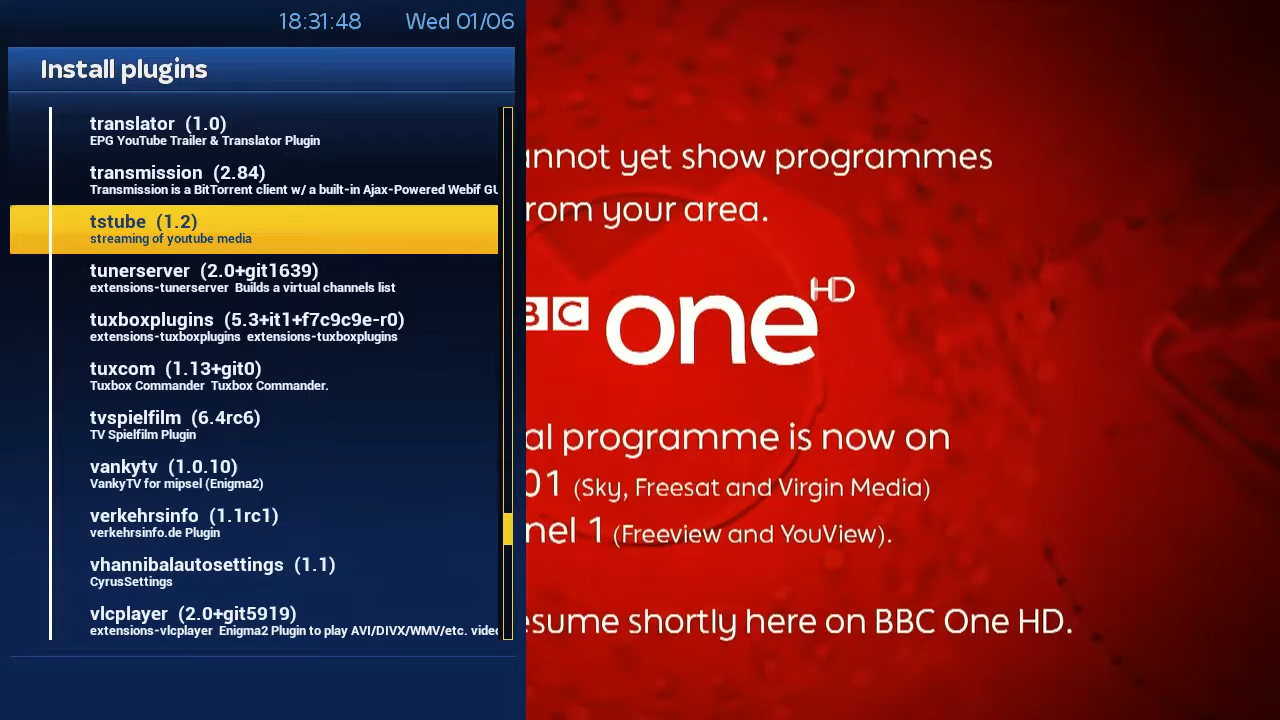 18:31:48 Wed 01/06
Install plugins
translator (1.0)
EPG YouTube Trailer & Translator Plugin
transmission (2.84)
Transmission is a BitTorrent client w/ a built-in Ajax-Powered Webif GU
tstube (1.2)
streaming of youtube media
tunerserver (2.0+git1639)
extensions-tunerserver Builds a virtual channels list
tuxboxplugins (5.3+it1+f7c9c9e-r0)
extensions-tuxboxplugins extensions-tuxboxplugins
tuxcom (1.13+git0)
Tuxbox Commander Tuxbox Commander.
tvspielfilm (6.4rc6)
TV Spielfilm Plugin
vankytv (1.0.10)
VankyTV for mipsel (Enigma2)
verkehrsinfo (1.1rc1)
verkehrsinfo.de Plugin
vhannibalautosettings (1.1)
CyrusSettings
vlcplayer (2.0+git5919)
extensions-vlcplayer Enigma2 Plugin to play AVI/DIVX/WMV/etc. video
annot yet show programmes
rom your area.
BC one HD
al programme is now on
01 (Sky, Freesat and Virgin Media)
nel 1 (Freeview and YouView).
esume shortly here on BBC One HD.